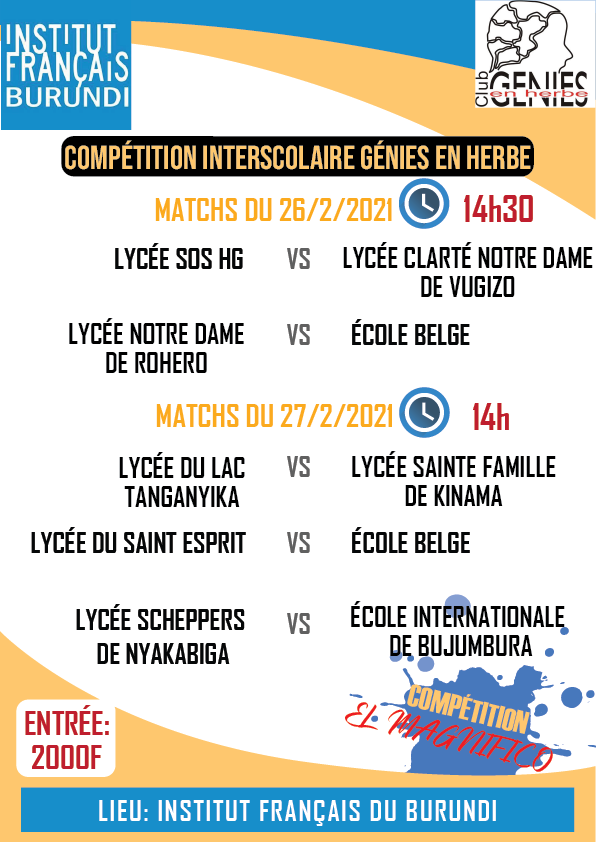 INSTITUT
FRANÇAIS
BURUNDI
Club
GENIES
en herbe
COMPÉTITION INTERSCOLAIRE GÉNIES EN HERBE
MATCHS DU 26/2/2021 14h30
LYCÉE SOS HG VS LYCÉE CLARTÉ NOTRE DAME
DE VUGIZO
LYCÉE NOTRE DAME VS ÉCOLE BELGE
DE ROHERO
MATCHS DU 27/2/2021 14h
LYCÉE DU LAC VS LYCÉE SAINTE FAMILLE
TANGANYIKA DE KINAMA
LYCÉE DU SAINT ESPRIT VS ÉCOLE BELGE
LYCÉE SCHEPPERS VS ÉCOLE INTERNATIONALE
DE NYAKABIGA DE BUJUMBURA
COMPÉTITION
EL MAGNIFICO
ENTRÉE:
2000F
LIEU: INSTITUT FRANÇAIS DU BURUNDI